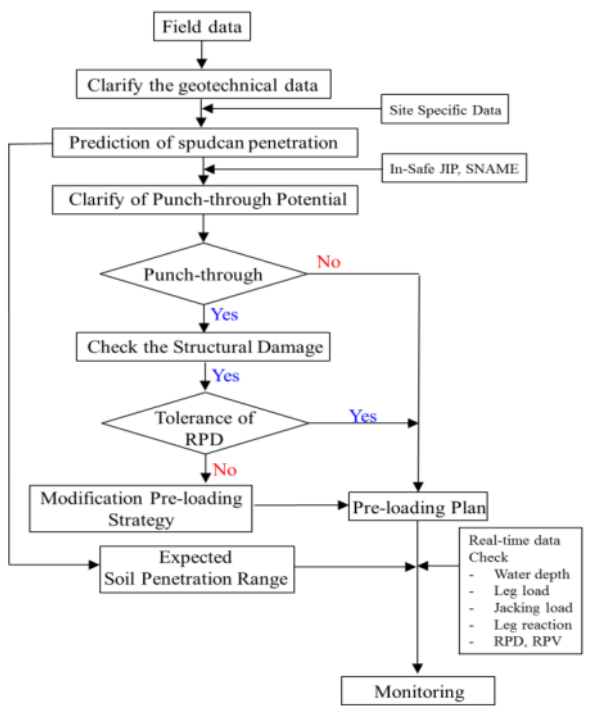 Field data
Clarify the geotechnical data
Site Specific Data
Prediction of spudcan penetration
In-Safe JIP, SNAME
Clarify of Punch-through Potential
Punch-through
No
Yes
Check the Structural Damage
Yes
Tolerance of
RPD
Yes
No
Modification Pre-loading
Strategy
Pre-loading Plan
Expected
Soil Penetration Range
Real-time data
Check
- Water depth
- Leg load
- Jacking load
- Leg reaction
- RPD, RPV
Monitoring